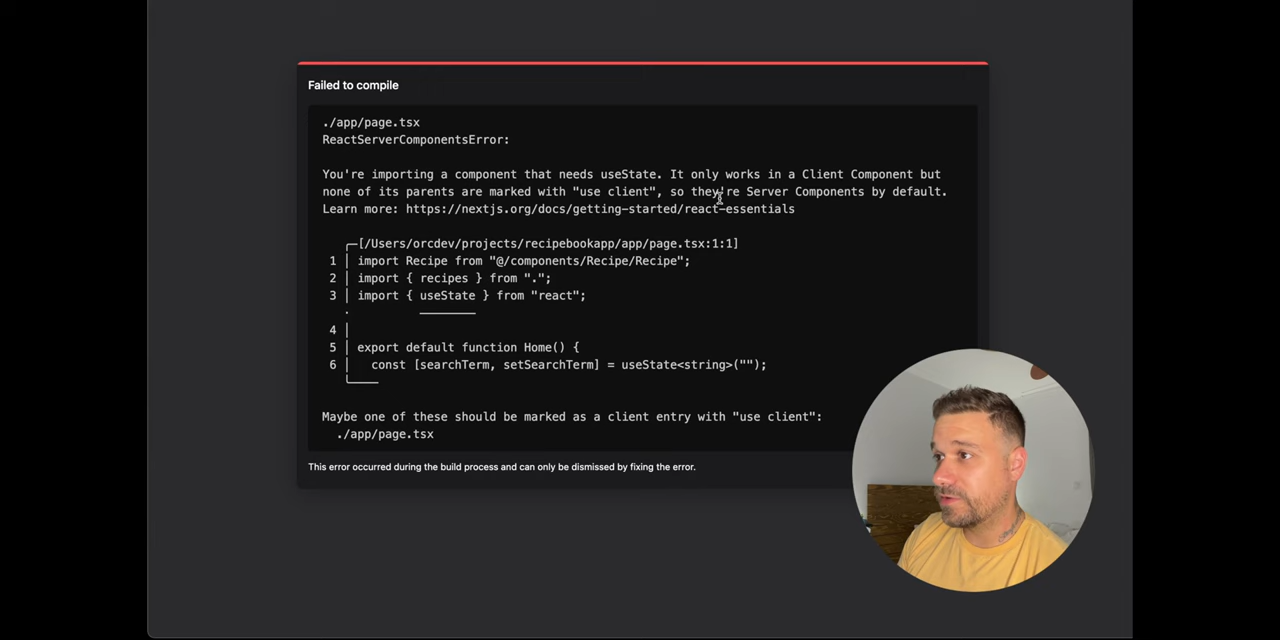 Failed to compile
./app/page.tsx
ReactServerComponentsError:
You're importing a component that needs useState. It only works in a Client Component but
none of its parents are marked with "use client", so they're Server Components by default.
Learn more: https://nextjs.org/docs/getting-started/react-essentials
╭─[/Users/orcdev/projects/recipebookapp/app/page.tsx:1:1]
1 │ import Recipe from "@/components/Recipe/Recipe";
2 │ import { recipes } from ".";
3 │ import { useState } from "react";
4 │
5 │ export default function Home() {
6 │   const [searchTerm, setSearchTerm] = useState<string>("");
Maybe one of these should be marked as a client entry with "use client":
./app/page.tsx
This error occurred during the build process and can only be dismissed by fixing the error.